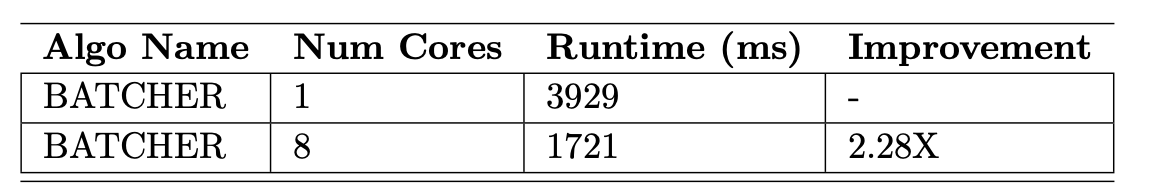 Algo Name Num Cores Runtime (ms) Improvement
BATCHER 1 3929 -
BATCHER 8 1721 2.28X